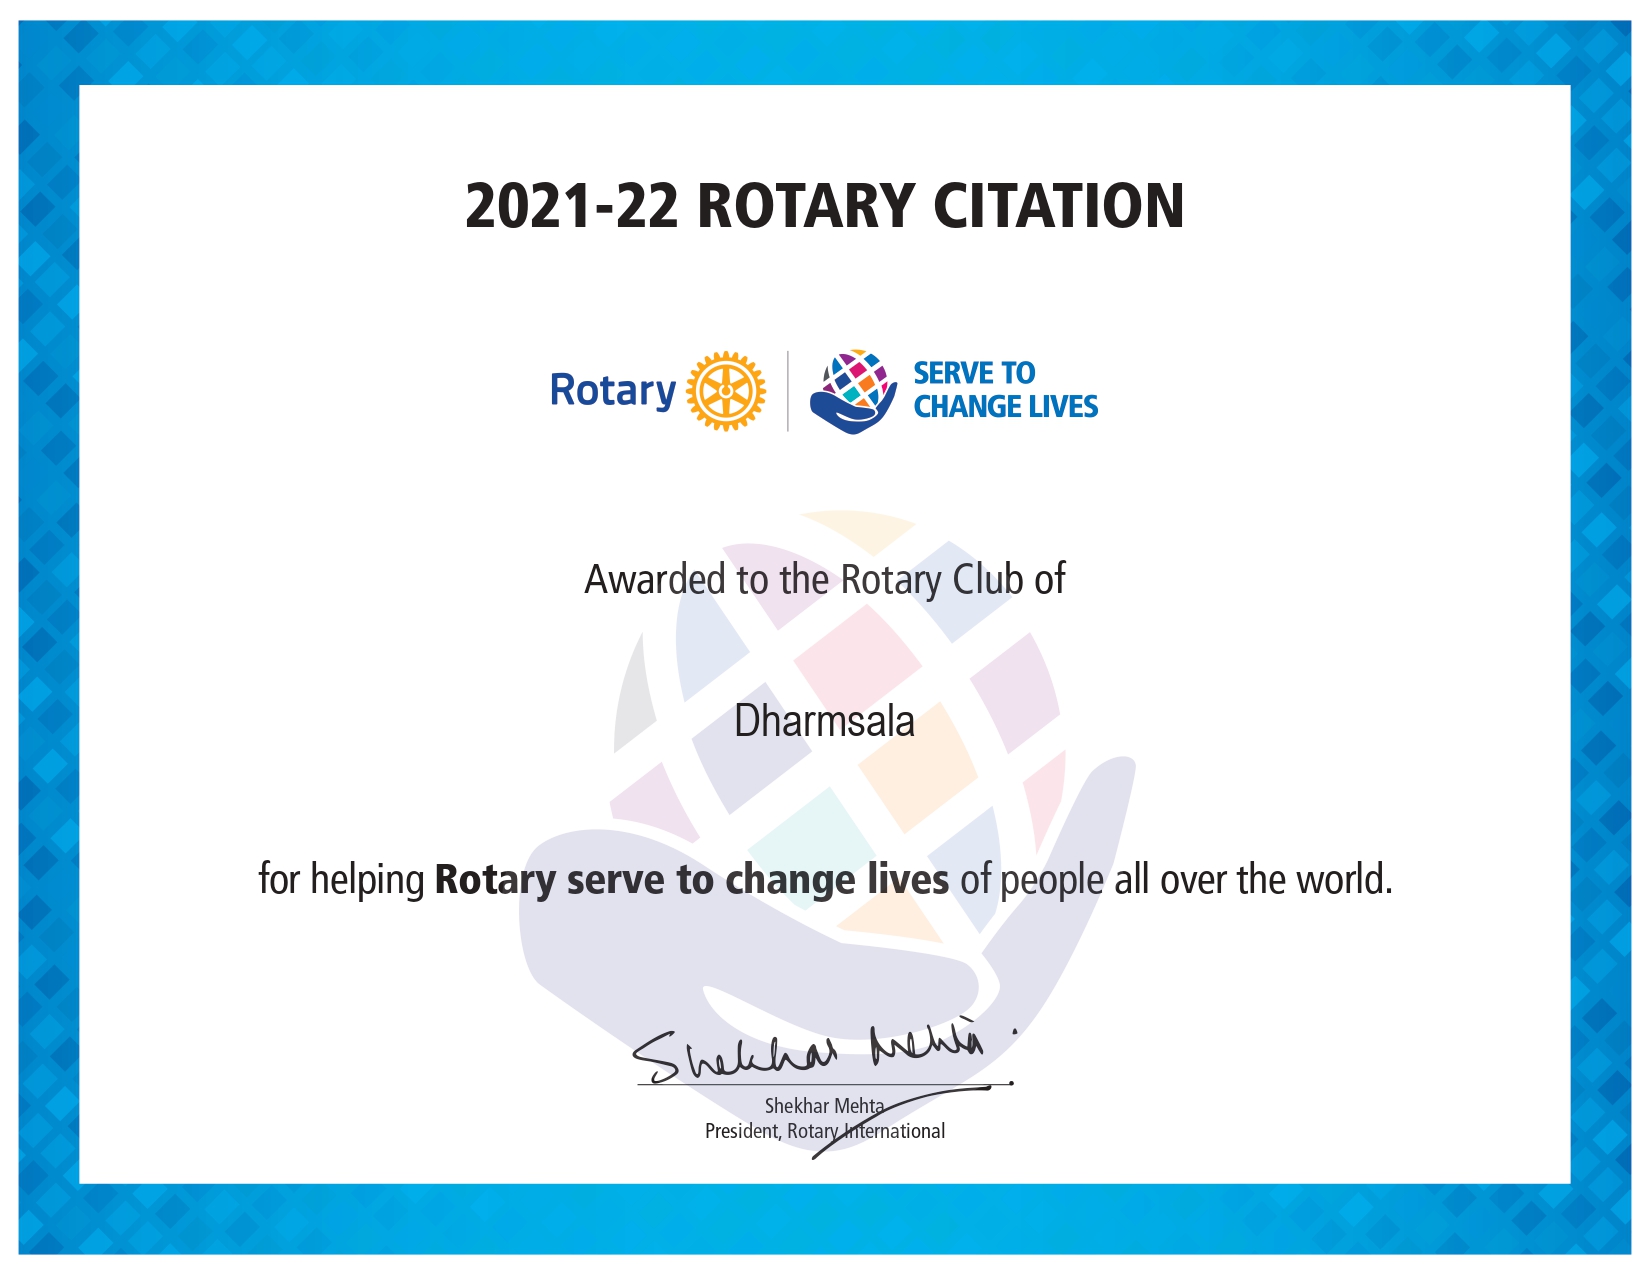 2021-22 ROTARY CITATION
Rotary
SERVE TO
CHANGE LIVES
Awarded to the Rotary Club of
Dharmsala
for helping Rotary serve to change lives of people all over the world.
Shekhar Mehta
Shekhar Mehta
President, Rotary International